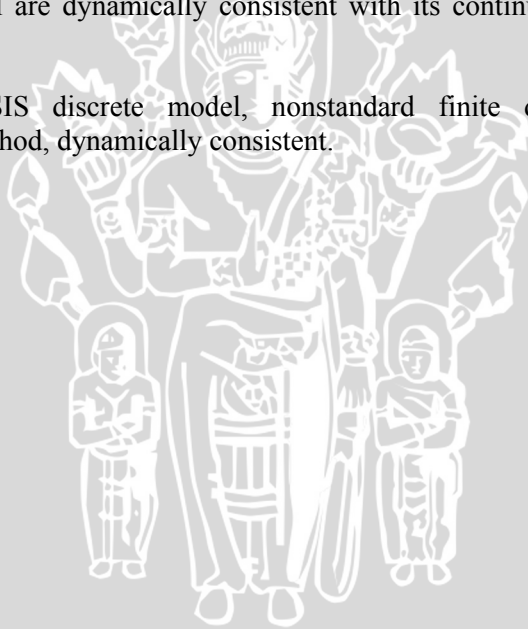 are dynamically consistent with its contin
SIS discrete model, nonstandard finite
hod, dynamically consistent.